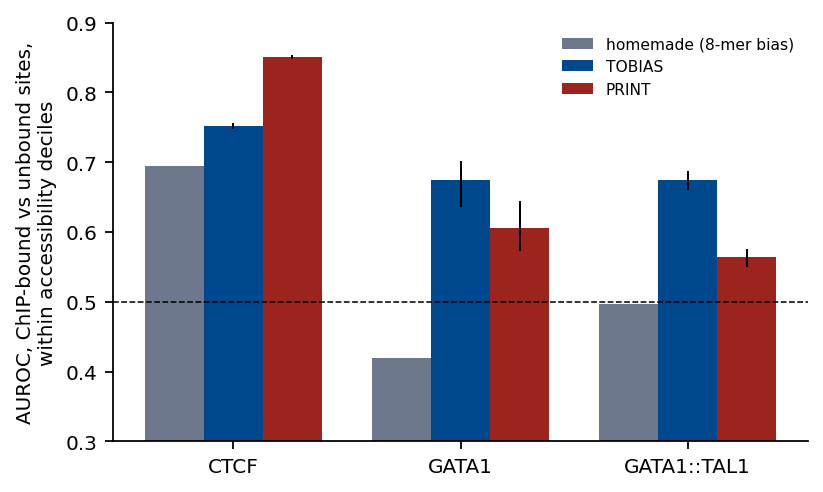 AUROC, ChIP-bound vs unbound sites,
within accessibility deciles
0.9
0.8
0.7
0.6
0.5
0.4
0.3
homemade (8-mer bias)
TOBIAS
PRINT
CTCF
GATA1
GATA1::TAL1